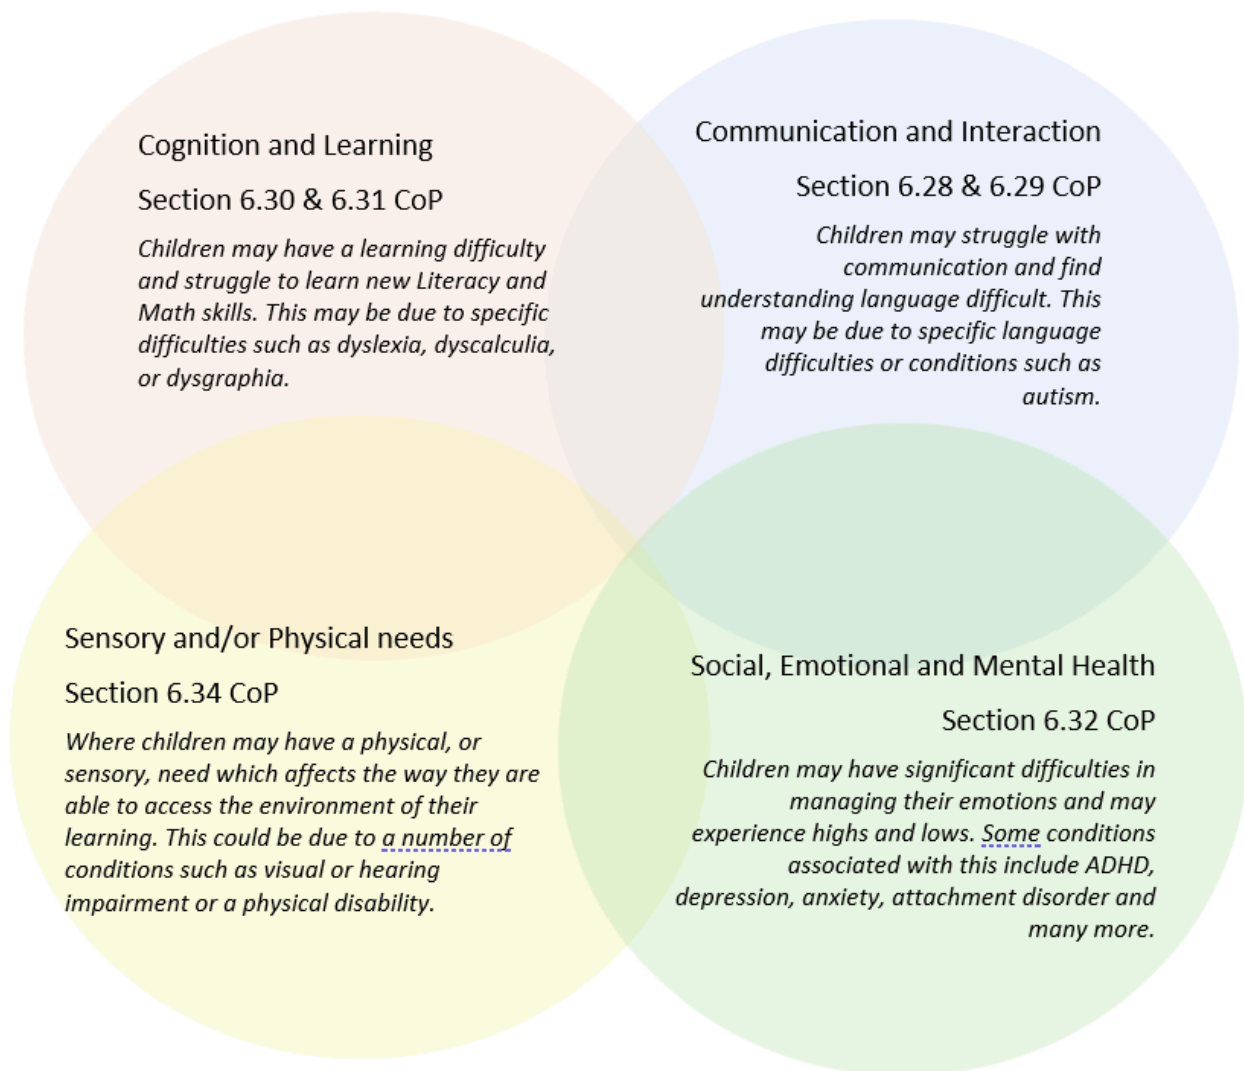 Cognition and Learning
Section 6.30 & 6.31 CoP
Children may have a learning difficulty
and struggle to learn new Literacy and
Math skills. This may be due to specific
difficulties such as dyslexia, dyscalculia,
or dysgraphia.
Communication and Interaction
Section 6.28 & 6.29 CoP
Children may struggle with
communication and find
understanding language difficult. This
may be due to specific language
difficulties or conditions such as
autism.
Sensory and/or Physical needs
Section 6.34 CoP
Where children may have a physical, or
sensory, need which affects the way they are
able to access the environment of their
learning. This could be due to a number of
conditions such as visual or hearing
impairment or a physical disability.
Social, Emotional and Mental Health
Section 6.32 CoP
Children may have significant difficulties in
managing their emotions and may
experience highs and lows. Some conditions
associated with this include ADHD,
depression, anxiety, attachment disorder and
many more.